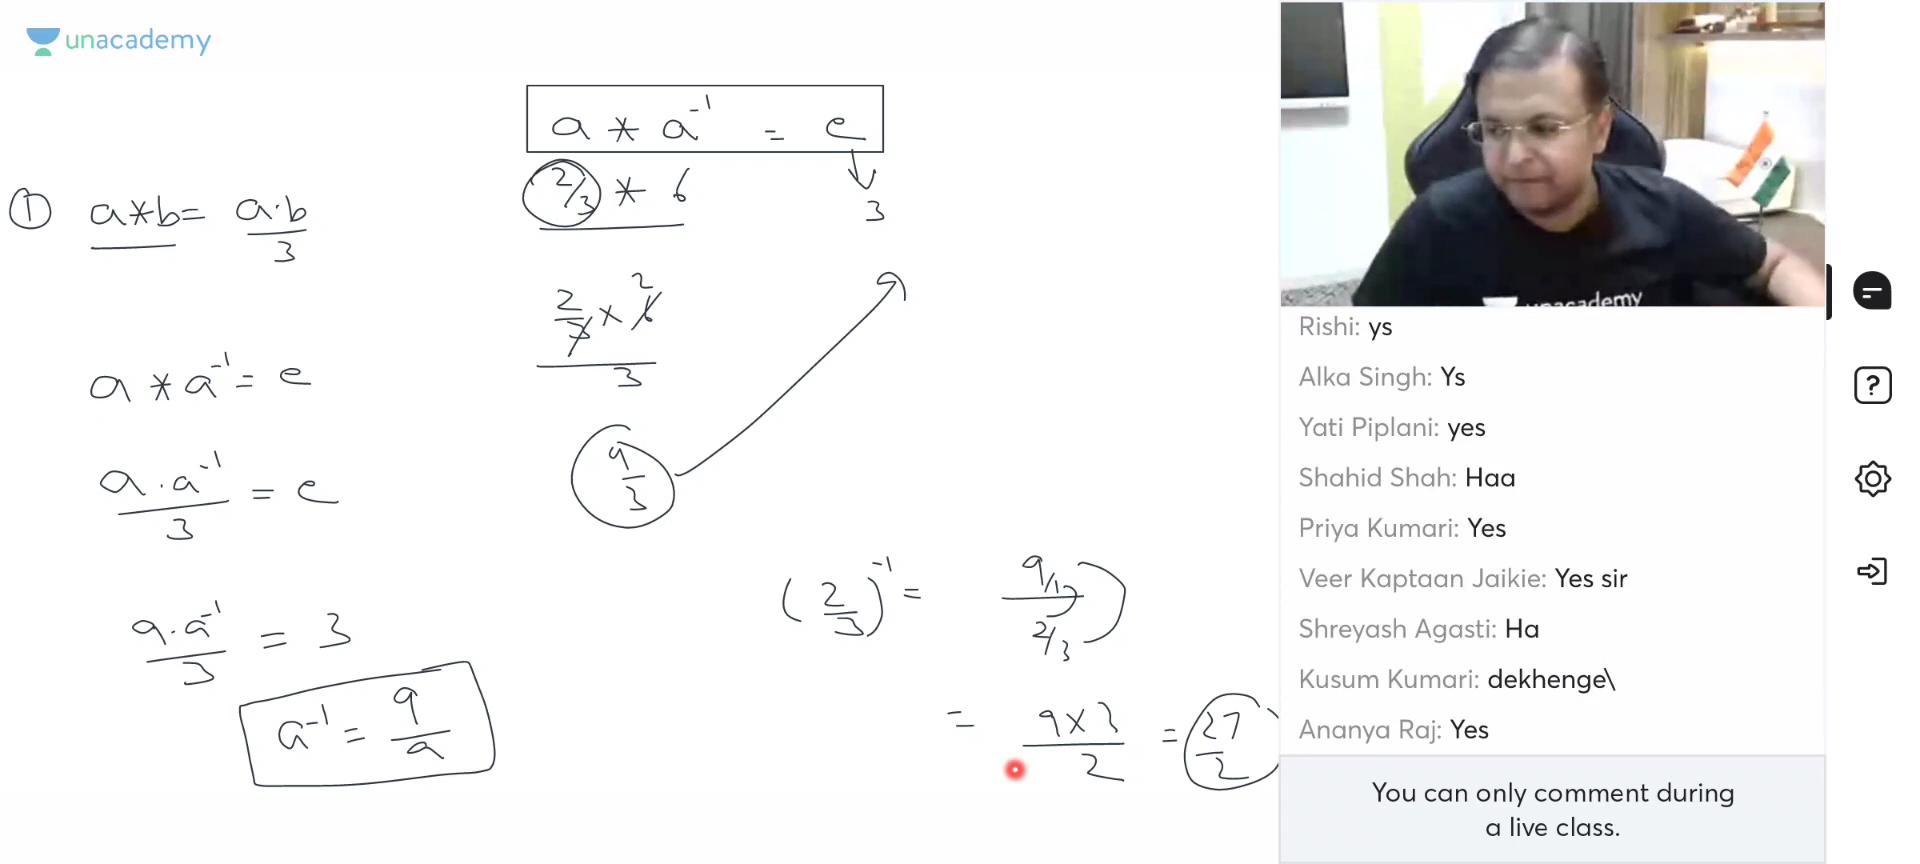 unacademy
a * a⁻¹ = e
2/3 * 6
3
① a*b = a·b/3
2/3 × 6 2
3
a * a⁻¹ = e
a·a⁻¹/3 = e
9/3
(2/3)⁻¹ =
2/3
a·a⁻¹/3 = 3
a⁻¹ = 9/a
= 9×3/2 = 27/2
unacademy
Rishi: ys
Alka Singh: Ys
Yati Piplani: yes
Shahid Shah: Haa
Priya Kumari: Yes
Veer Kaptaan Jaikie: Yes sir
Shreyash Agasti: Ha
Kusum Kumari: dekhenge\
Ananya Raj: Yes
You can only comment during
a live class.
?